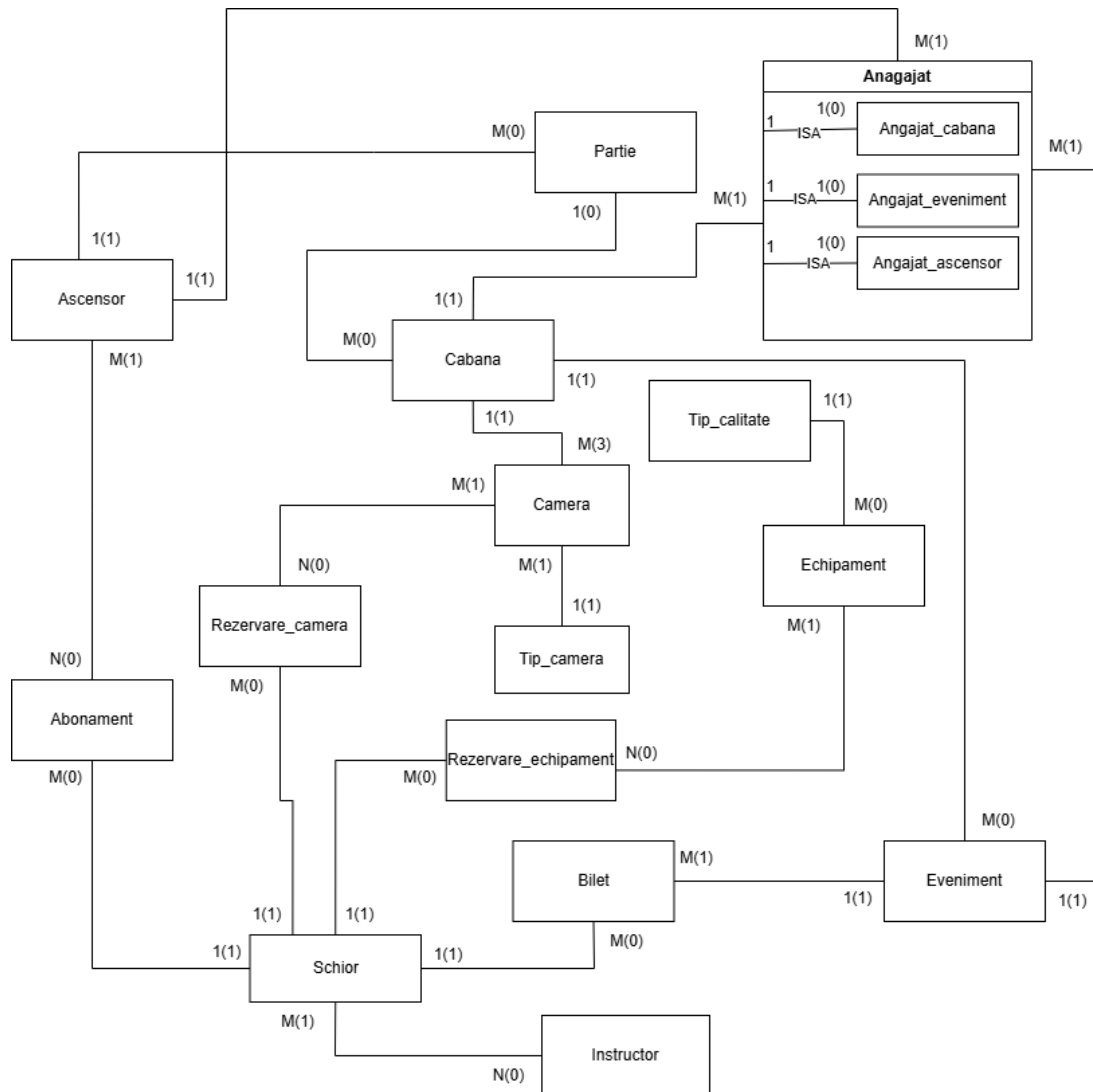 M(1)
Anagajat
1
1(0)
ISA
Angajat_cabana
M(0)
Partie
M(1)
M(1)
1
1(0)
ISA
Angajat_eveniment
1(0)
1(1)
1
1(0)
ISA
Angajat_ascensor
1(1)
Ascensor
1(1)
M(0)
Cabana
M(1)
1(1)
1(1)
M(3)
Tip_calitate
1(1)
M(1)
Camera
M(0)
M(1)
Echipament
N(0)
1(1)
M(1)
Rezervare_camera
Tip_camera
N(0)
M(0)
Abonament
M(0)
M(0)
Rezervare_echipament
N(0)
M(0)
Bilet
M(1)
1(1)
Eveniment
1(1)
M(0)
1(1)
1(1)
1(1)
Schior
1(1)
M(1)
N(0)
Instructor